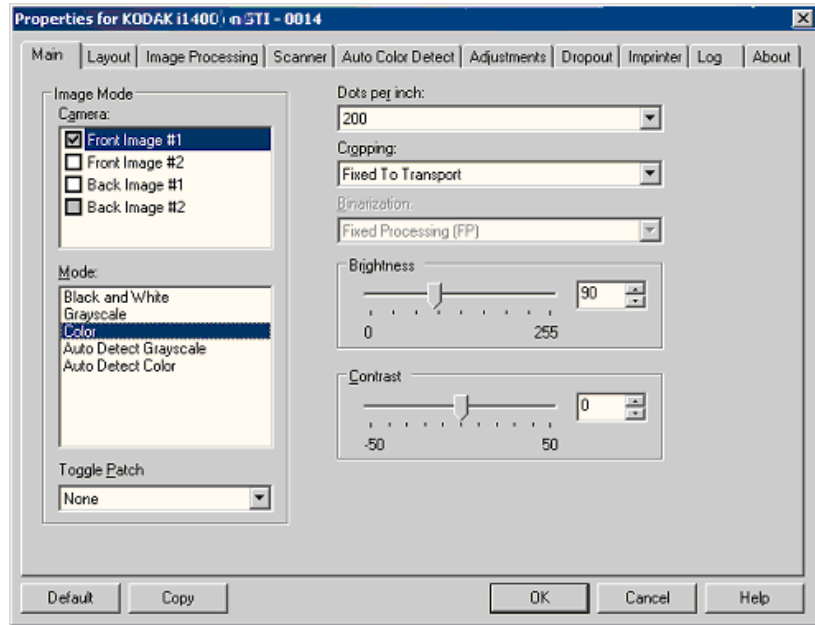 Properties for KODAK i1400 on STI - 0014
Main Layout Image Processing Scanner Auto Color Detect Adjustments Dropout Imprinter Log About
Image Mode
Camera:
Front Image #1
Front Image #2
Back Image #1
Back Image #2
Mode:
Black and White
Grayscale
Color
Auto Detect Grayscale
Auto Detect Color
Toggle Patch
None
Dots per inch:
200
Cropping:
Fixed To Transport
Binarization:
Fixed Processing (FP)
Brightness
90
0 255
Contrast
0
-50 50
Default Copy OK Cancel Help